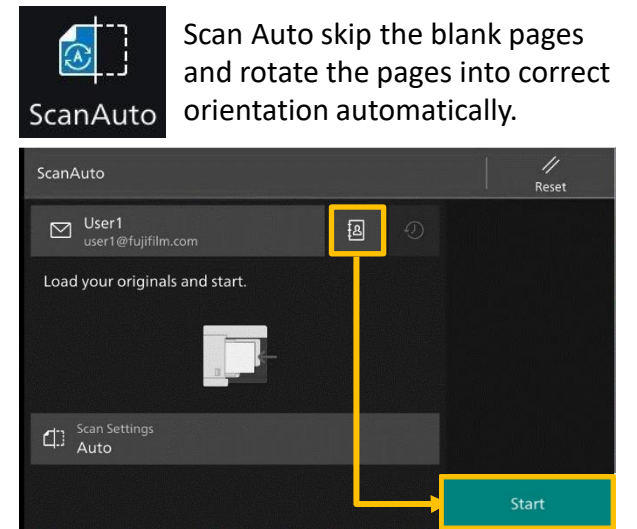 Scan Auto skip the blank pages
and rotate the pages into correct
orientation automatically.
ScanAuto
ScanAuto
Reset
User1
user1@fujifilm.com
Load your originals and start.
Scan Settings
Auto
Start